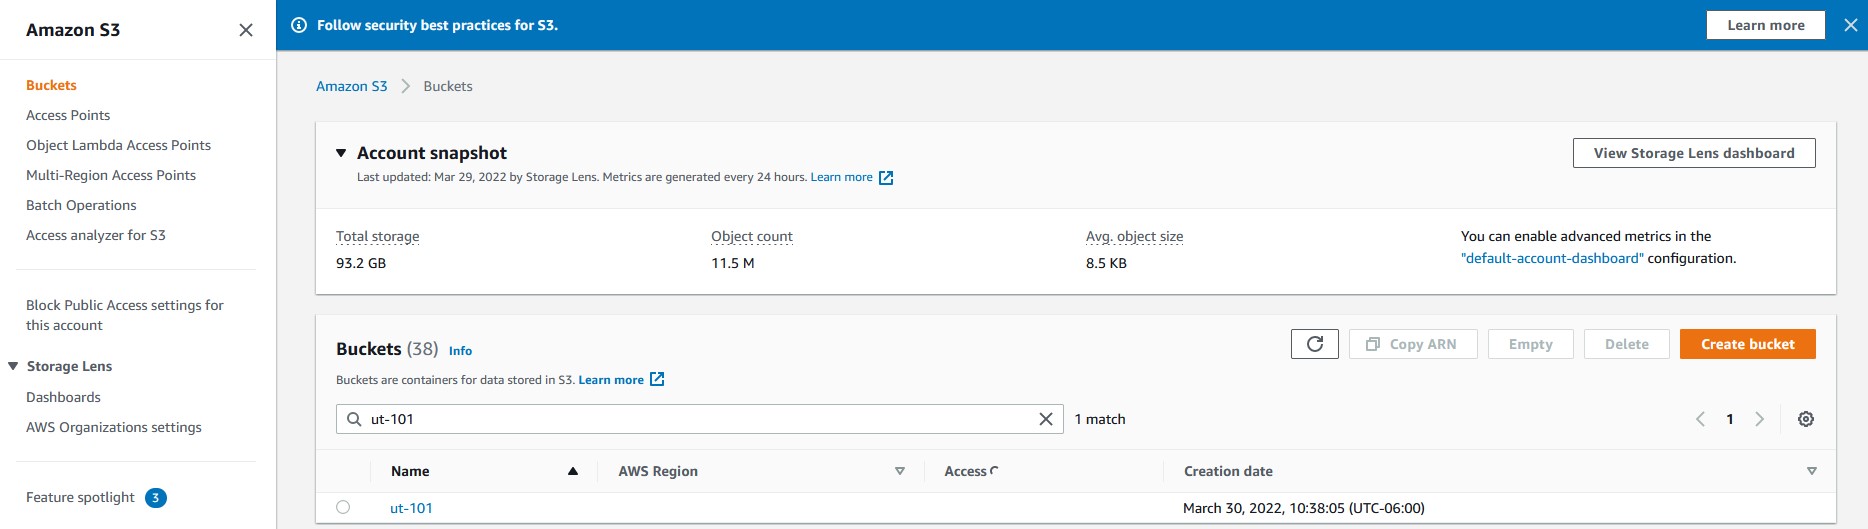 Amazon S3
Follow security best practices for S3.
Learn more
Buckets
Access Points
Object Lambda Access Points
Multi-Region Access Points
Batch Operations
Access analyzer for S3
Block Public Access settings for
this account
Storage Lens
Dashboards
AWS Organizations settings
Feature spotlight 3
Amazon S3 Buckets
Account snapshot
View Storage Lens dashboard
Last updated: Mar 29, 2022 by Storage Lens. Metrics are generated every 24 hours. Learn more
Total storage
93.2 GB
Object count
11.5 M
Avg. object size
8.5 KB
You can enable advanced metrics in the
"default-account-dashboard" configuration.
Buckets (38) Info
Copy ARN
Empty
Delete
Create bucket
Buckets are containers for data stored in S3. Learn more
ut-101
1 match
1
Name AWS Region Access Creation date
ut-101 March 30, 2022, 10:38:05 (UTC-06:00)